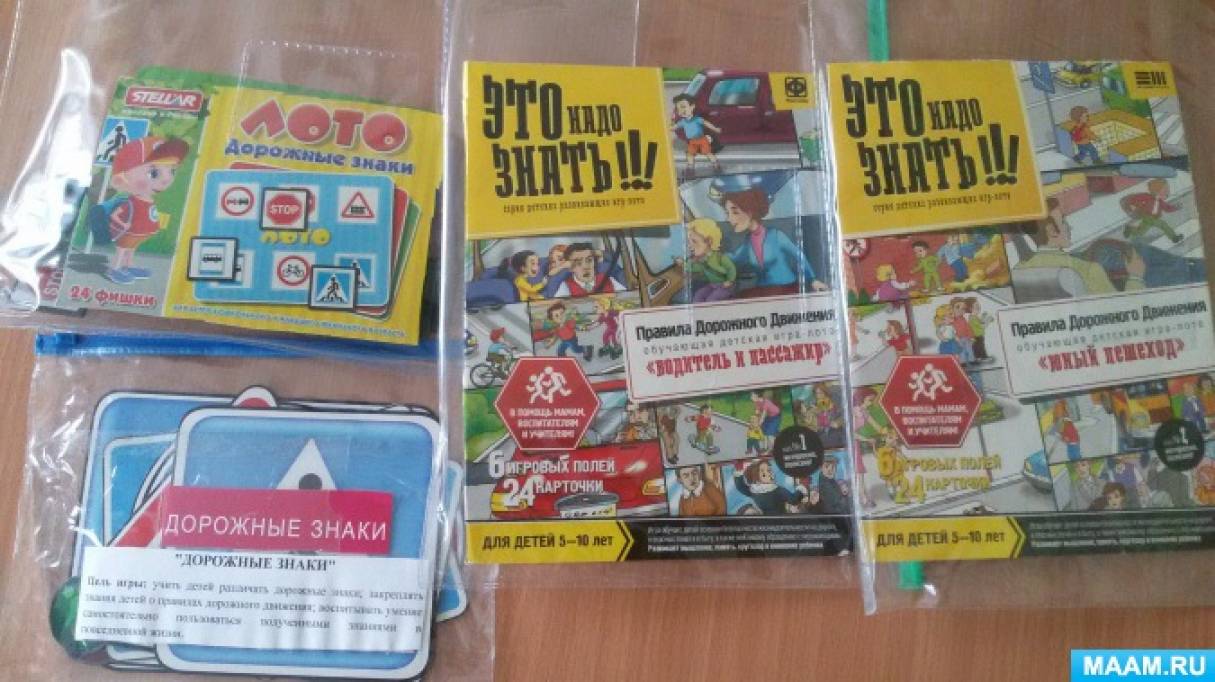 STELLAR
ЛОТО
Дорожные знаки
STOP
ЛОТО
24 фишки
ДОРОЖНЫЕ ЗНАКИ
"ДОРОЖНЫЕ ЗНАКИ"
Цель игры: учить детей различать дорожные знаки; закреплять
знания детей о правилах дорожного движения; воспитывать умение
самостоятельно пользоваться полученными знаниями в
повседневной жизни.
ЭТО НАДО
ЗНАТЬ!!!
серия детских развивающих игр-лото
Правила Дорожного Движения
обучающая детская игра-лото
«водитель и пассажир»
В ПОМОЩЬ МАМАМ,
ВОСПИТАТЕЛЯМ
И УЧИТЕЛЯМ!
6 ИГРОВЫХ ПОЛЕЙ
24 КАРТОЧКИ
ДЛЯ ДЕТЕЙ 5–10 лет
ЭТО НАДО
ЗНАТЬ!!!
серия детских развивающих игр-лото
Правила Дорожного Движения
обучающая детская игра-лото
«юный пешеход»
В ПОМОЩЬ МАМАМ,
ВОСПИТАТЕЛЯМ
И УЧИТЕЛЯМ!
6 ИГРОВЫХ ПОЛЕЙ
24 КАРТОЧКИ
ДЛЯ ДЕТЕЙ 5–10 лет
MAAM.RU